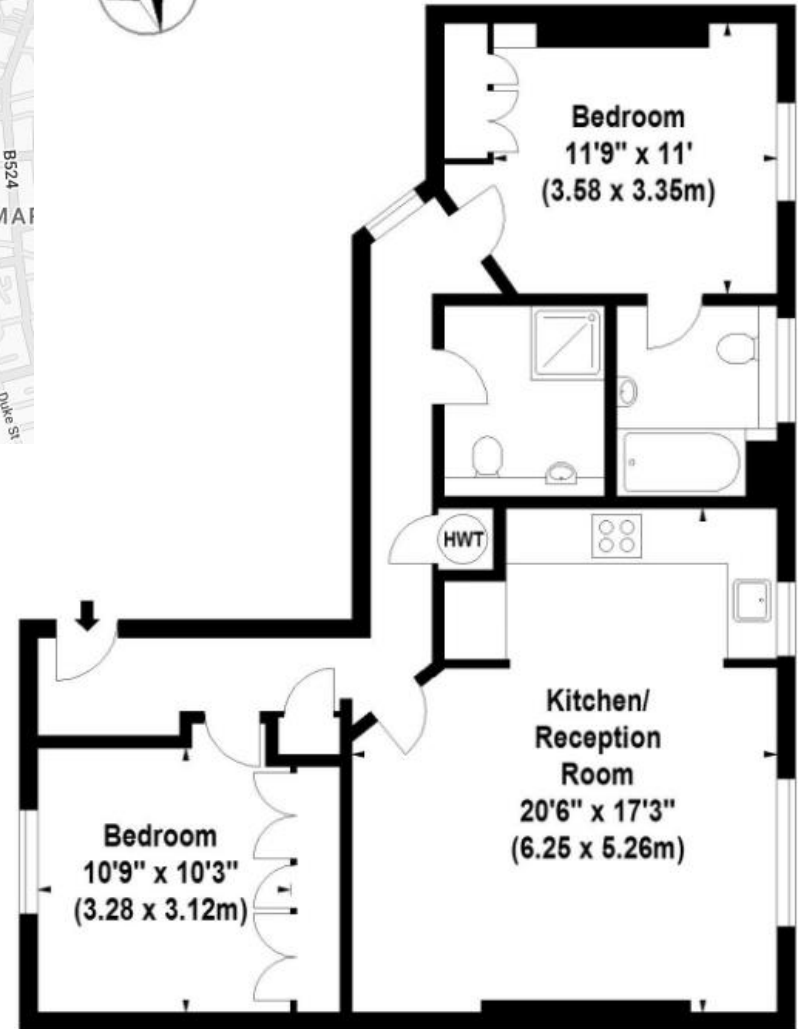 B524
MAR
Duke St
Bedroom
11'9" x 11'
(3.58 x 3.35m)
HWT
Kitchen/
Reception
Room
20'6" x 17'3"
(6.25 x 5.26m)
Bedroom
10'9" x 10'3"
(3.28 x 3.12m)